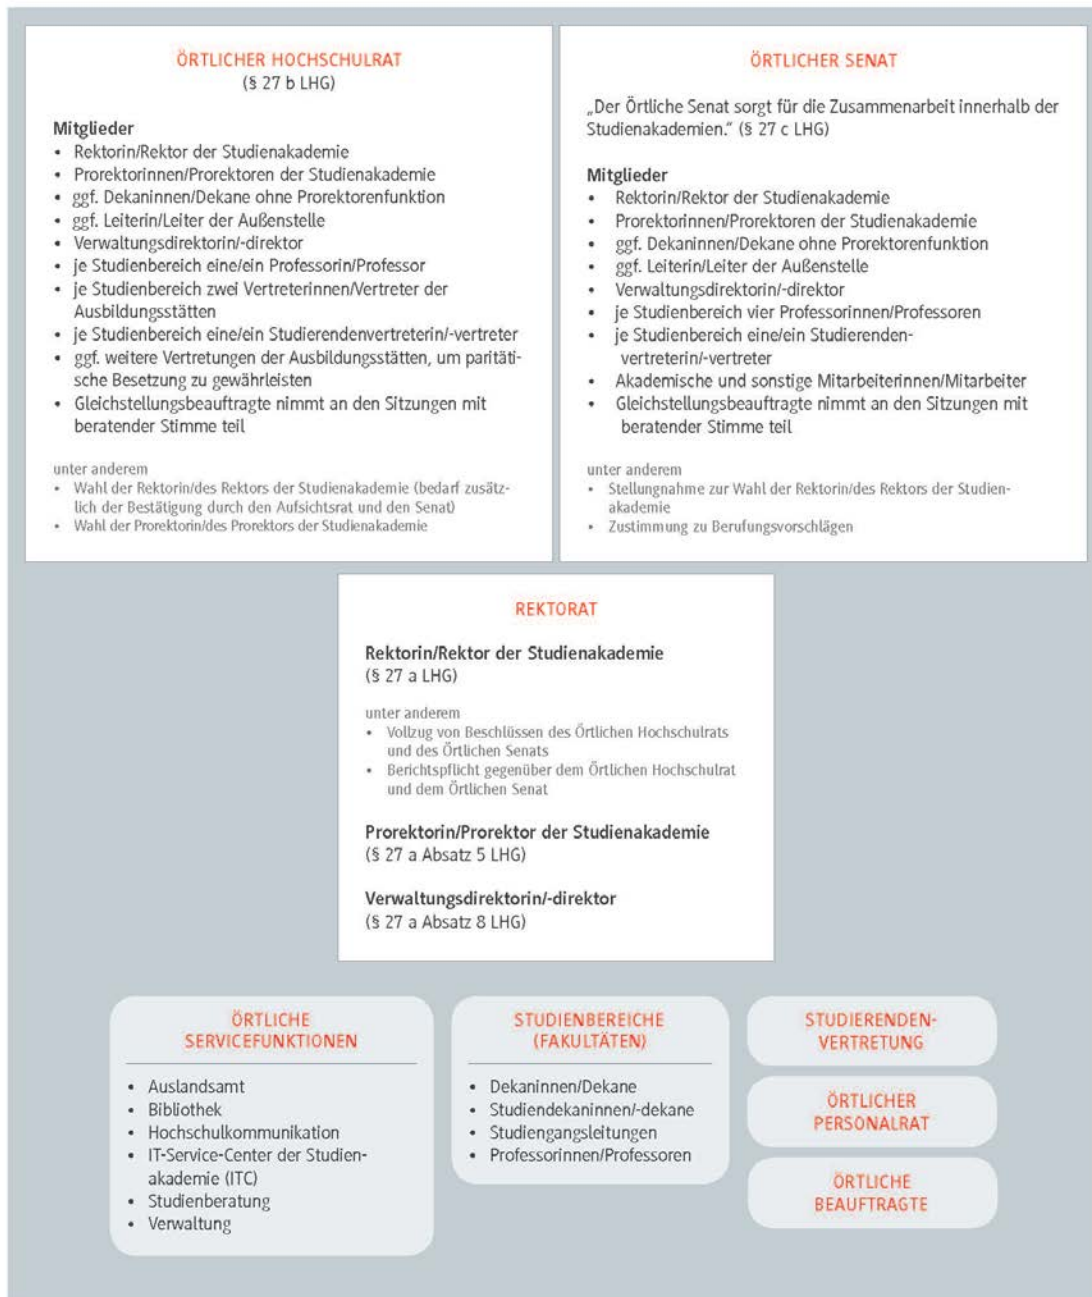 ÖRTLICHER HOCHSCHULRAT
(§ 27 b LHG)
Mitglieder
• Rektorin/Rektor der Studienakademie
• Prorektorinnen/Prorektoren der Studienakademie
• ggf. Dekaninnen/Dekane ohne Prorektorenfunktion
• ggf. Leiterin/Leiter der Außenstelle
• Verwaltungsdirektorin/-direktor
• je Studienbereich eine/ein Professorin/Professor
• je Studienbereich zwei Vertreterinnen/Vertreter der
Ausbildungsstätten
• je Studienbereich eine/ein Studierendenvertreterin/-vertreter
• ggf. weitere Vertretungen der Ausbildungsstätten, um paritäti-
sche Besetzung zu gewährleisten
• Gleichstellungsbeauftragte nimmt an den Sitzungen mit
beratender Stimme teil
unter anderem
• Wahl der Rektorin/des Rektors der Studienakademie (bedarf zusätz-
lich der Bestätigung durch den Aufsichtsrat und den Senat)
• Wahl der Prorektorin/des Prorektors der Studienakademie
ÖRTLICHER SENAT
„Der Örtliche Senat sorgt für die Zusammenarbeit innerhalb der
Studienakademien.“ (§ 27 c LHG)
Mitglieder
• Rektorin/Rektor der Studienakademie
• Prorektorinnen/Prorektoren der Studienakademie
• ggf. Dekaninnen/Dekane ohne Prorektorenfunktion
• ggf. Leiterin/Leiter der Außenstelle
• Verwaltungsdirektorin/-direktor
• je Studienbereich vier Professorinnen/Professoren
• je Studienbereich eine/ein Studierenden-
vertreterin/-vertreter
• Akademische und sonstige Mitarbeiterinnen/Mitarbeiter
• Gleichstellungsbeauftragte nimmt an den Sitzungen mit
beratender Stimme teil
unter anderem
• Stellungnahme zur Wahl der Rektorin/des Rektors der Studien-
akademie
• Zustimmung zu Berufungsvorschlägen
REKTORAT
Rektorin/Rektor der Studienakademie
(§ 27 a LHG)
unter anderem
• Vollzug von Beschlüssen des Örtlichen Hochschulrats
und des Örtlichen Senats
• Berichtspflicht gegenüber dem Örtlichen Hochschulrat
und dem Örtlichen Senat
Prorektorin/Prorektor der Studienakademie
(§ 27 a Absatz 5 LHG)
Verwaltungsdirektorin/-direktor
(§ 27 a Absatz 8 LHG)
ÖRTLICHE
SERVICEFUNKTIONEN
• Auslandsamt
• Bibliothek
• Hochschulkommunikation
• IT-Service-Center der Studien-
akademie (ITC)
• Studienberatung
• Verwaltung
STUDIENBEREICHE
(FAKULTÄTEN)
• Dekaninnen/Dekane
• Studiendekaninnen/-dekane
• Studiengangsleitungen
• Professorinnen/Professoren
STUDIERENDEN-
VERTRETUNG
ÖRTLICHER
PERSONALRAT
ÖRTLICHE
BEAUFTRAGTE